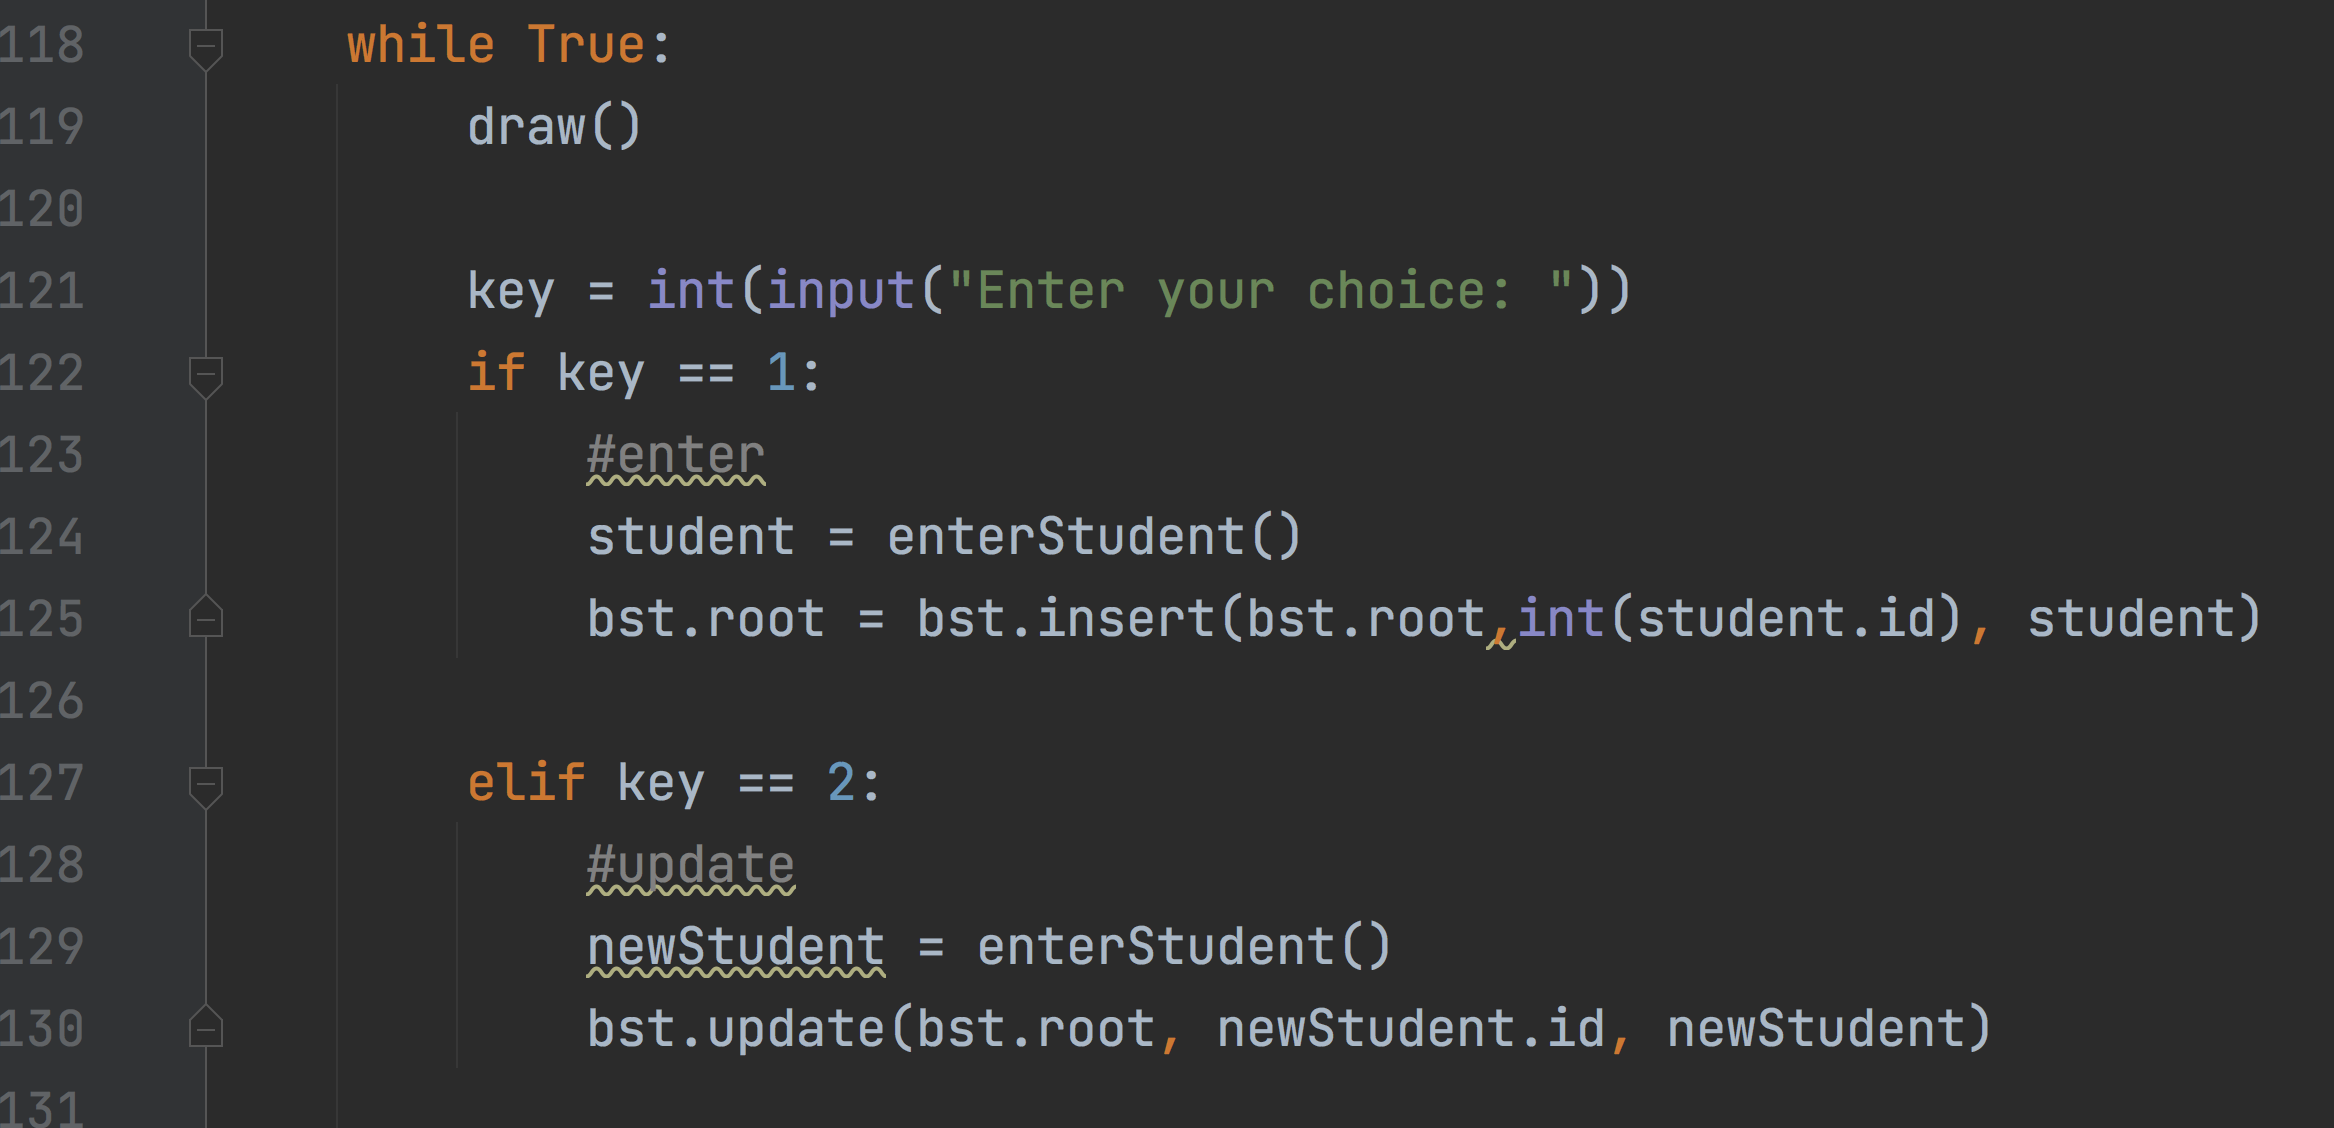 118 while True:
119 draw()
120
121 key = int(input("Enter your choice: "))
122 if key == 1:
123 #enter
124 student = enterStudent()
125 bst.root = bst.insert(bst.root,int(student.id), student)
126
127 elif key == 2:
128 #update
129 newStudent = enterStudent()
130 bst.update(bst.root, newStudent.id, newStudent)
131